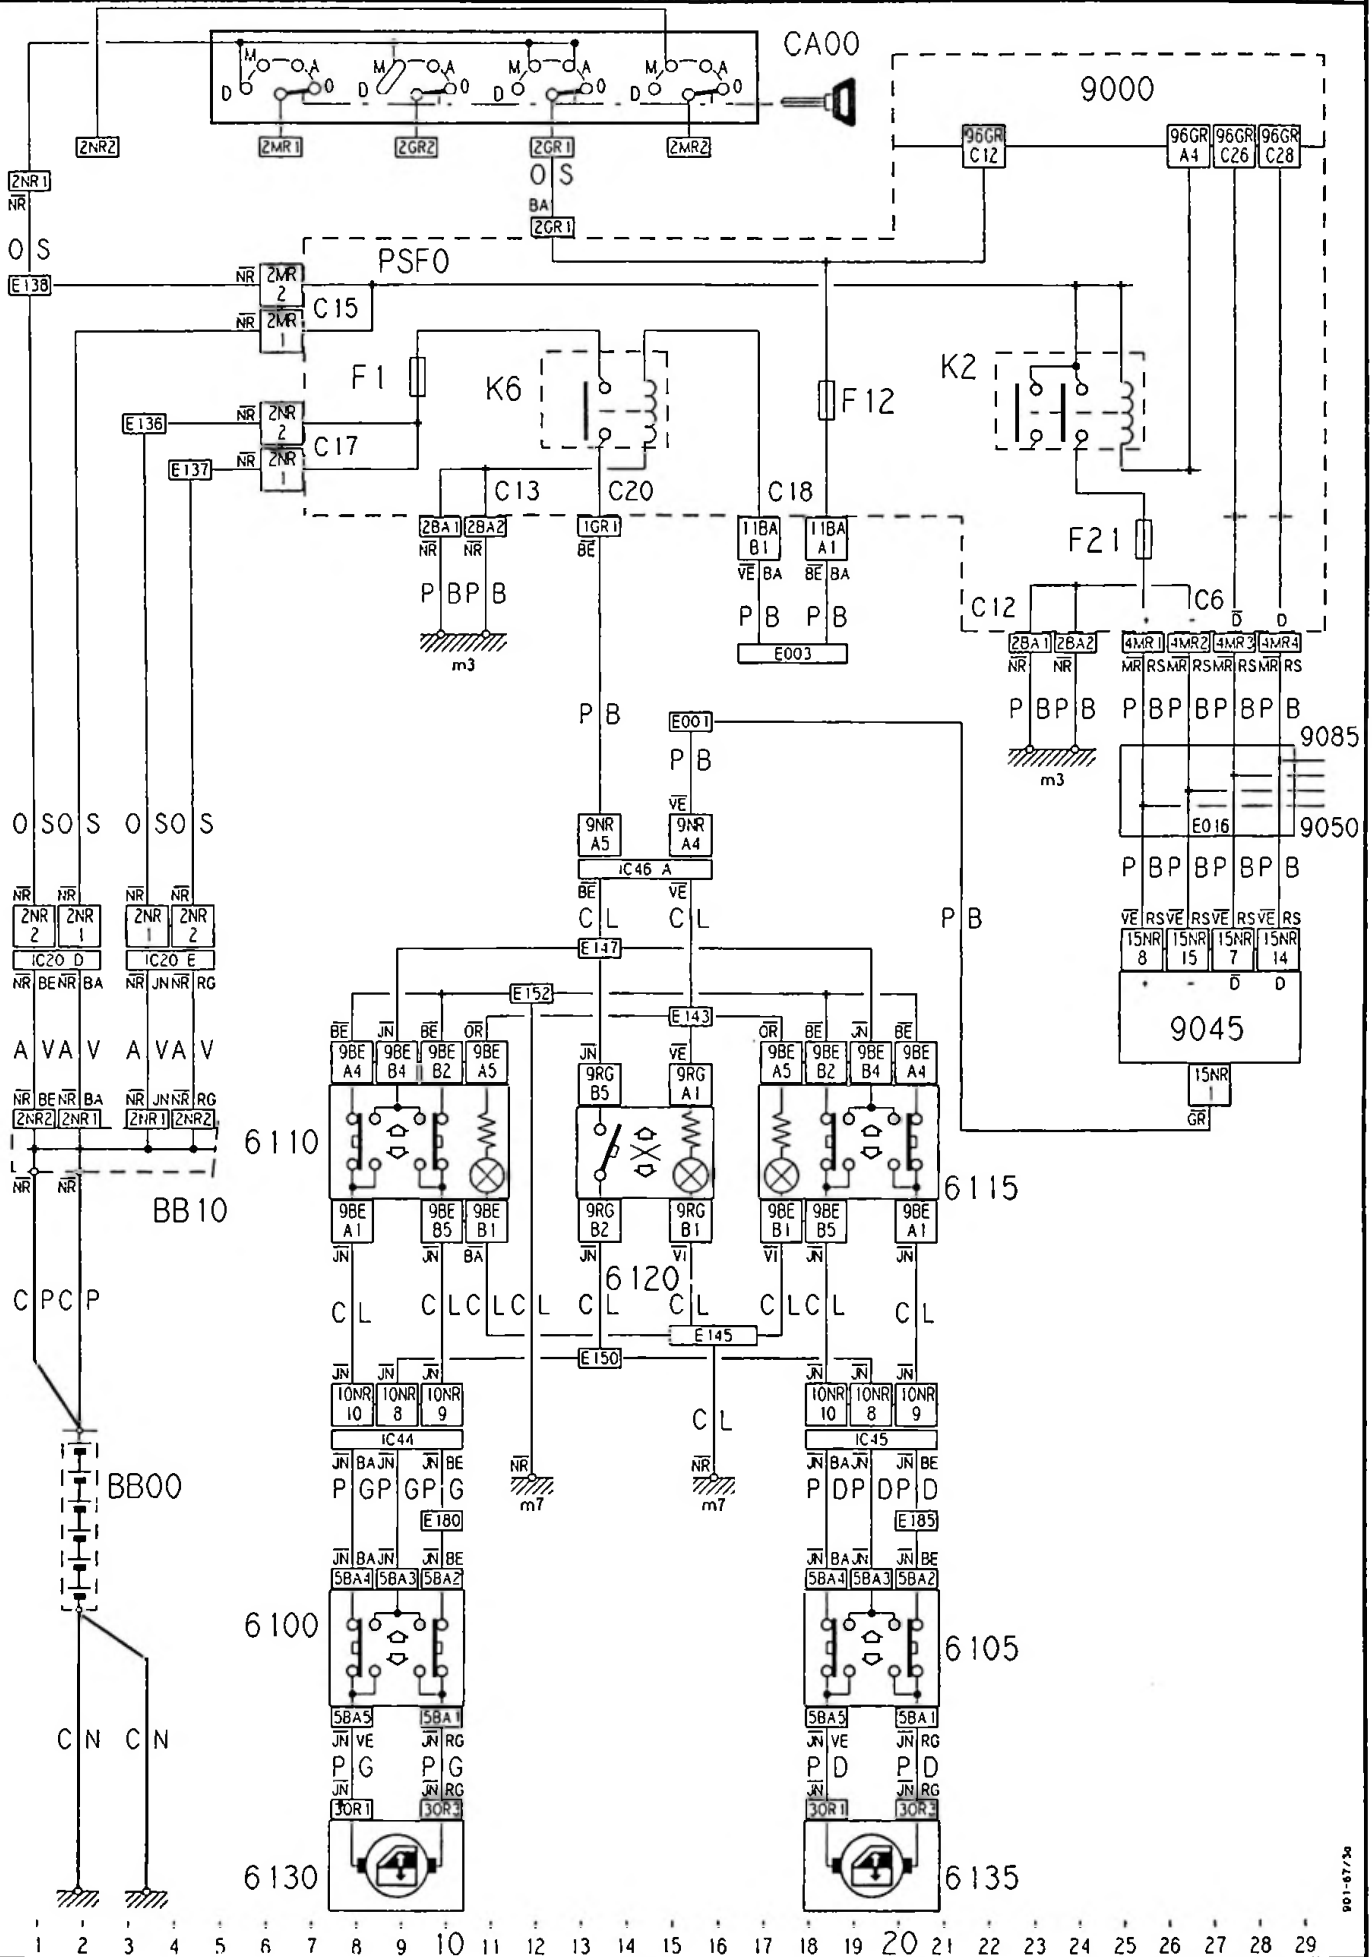 CA00
9000
M A M A M A M A
D O D O D O D O
96GR C12
96GR A4
96GR C26
96GR C28
2NR2
2MR1
2GR2
2GR1
2MR2
2NR1
NR
O S
BA
2GR1
O S
PSF0
E138
NR 2MR 2
C15
NR 2MR 1
F1
K6
F12
K2
E136
NR 2NR 2
C17
E137
NR 2NR 1
C13
C20
C18
2BA1 2BA2
1GR1
11BA B1
11BA A1
F21
NR NR
BE
VE BA
BE BA
P B P B
P B P B
C12
C6
D D
E003
m3
2BA1 2BA2
4MR1 4MR2 4MR3 4MR4
NR NR
MR RS MR RS MR RS MR RS
P B
E001
P B P B
P B P B P B P B
P B
m3
9085
VE
E016
9050
O S O S O S O S
9NR A5
9NR A4
IC46 A
P B P B P B P B
NR NR NR NR
BE VE
2NR 2
2NR 1
2NR 1
2NR 2
C L C L
P B
VE RS VE RS VE RS VE RS
IC20 D
IC20 E
E147
15NR 8
15NR 15
15NR 7
15NR 14
NR BE NR BA NR JN NR RG
E152
+ - D D
E143
9045
A V A V A V A V
BE JN BE OR
JN VE
OR BE JN BE
9BE A4
9BE B4
9BE B2
9BE A5
9RG B5
9RG A1
9BE A5
9BE B2
9BE B4
9BE A4
15NR 1
NR BE NR BA NR JN NR RG
2NR2 2NR1 2NR1 2NR2
GR
6110
6115
NR NR
BB10
9BE A1
9BE B5
9BE B1
9RG B2
9RG B1
9BE B1
9BE B5
9BE A1
JN JN BA JN VI VI JN JN
6120
C P C P
C L C L C L C L C L C L C L C L C L
E145
E150
JN JN JN
JN JN JN
10NR 10
10NR 8
10NR 9
10NR 10
10NR 8
10NR 9
C L
IC44
IC45
JN BA JN JN BE
NR
NR
JN BA JN JN BE
BB00
P G P G P G
m7
m7
P D P D P D
E180
E185
JN BA JN JN BE
JN BA JN JN BE
5BA4 5BA3 5BA2
5BA4 5BA3 5BA2
6100
6105
5BA5 5BA1
5BA5 5BA1
C N C N
JN VE JN RG
JN VE JN RG
P G P G
P D P D
JN JN RG
JN JN RG
30R1 30R3
30R1 30R3
6130
6135
901-67/3a
1 2 3 4 5 6 7 8 9 10 11 12 13 14 15 16 17 18 19 20 21 22 23 24 25 26 27 28 29